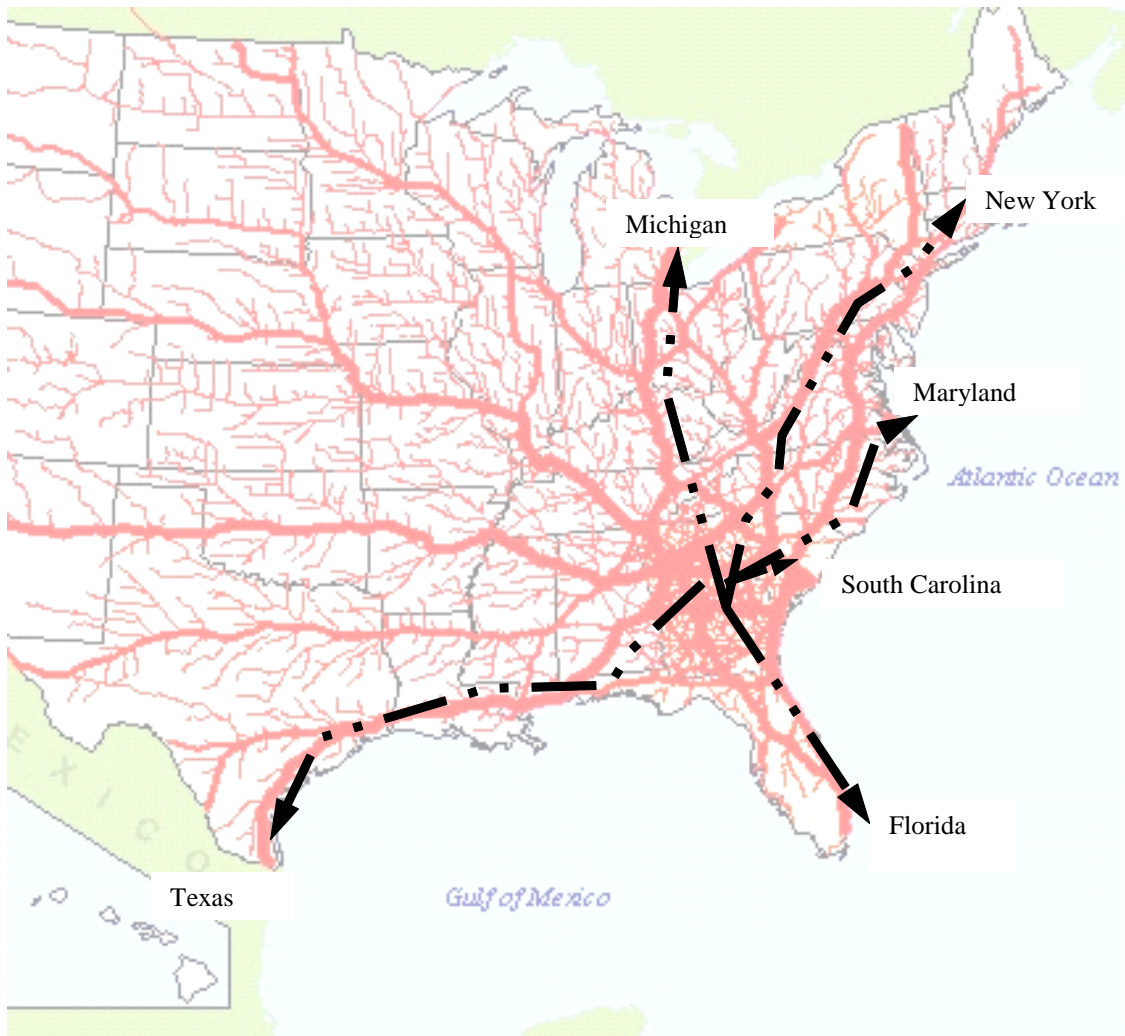 New York
Michigan
Maryland
Atlantic Ocean
South Carolina
E X I C O
Florida
Texas
Gulf of Mexico